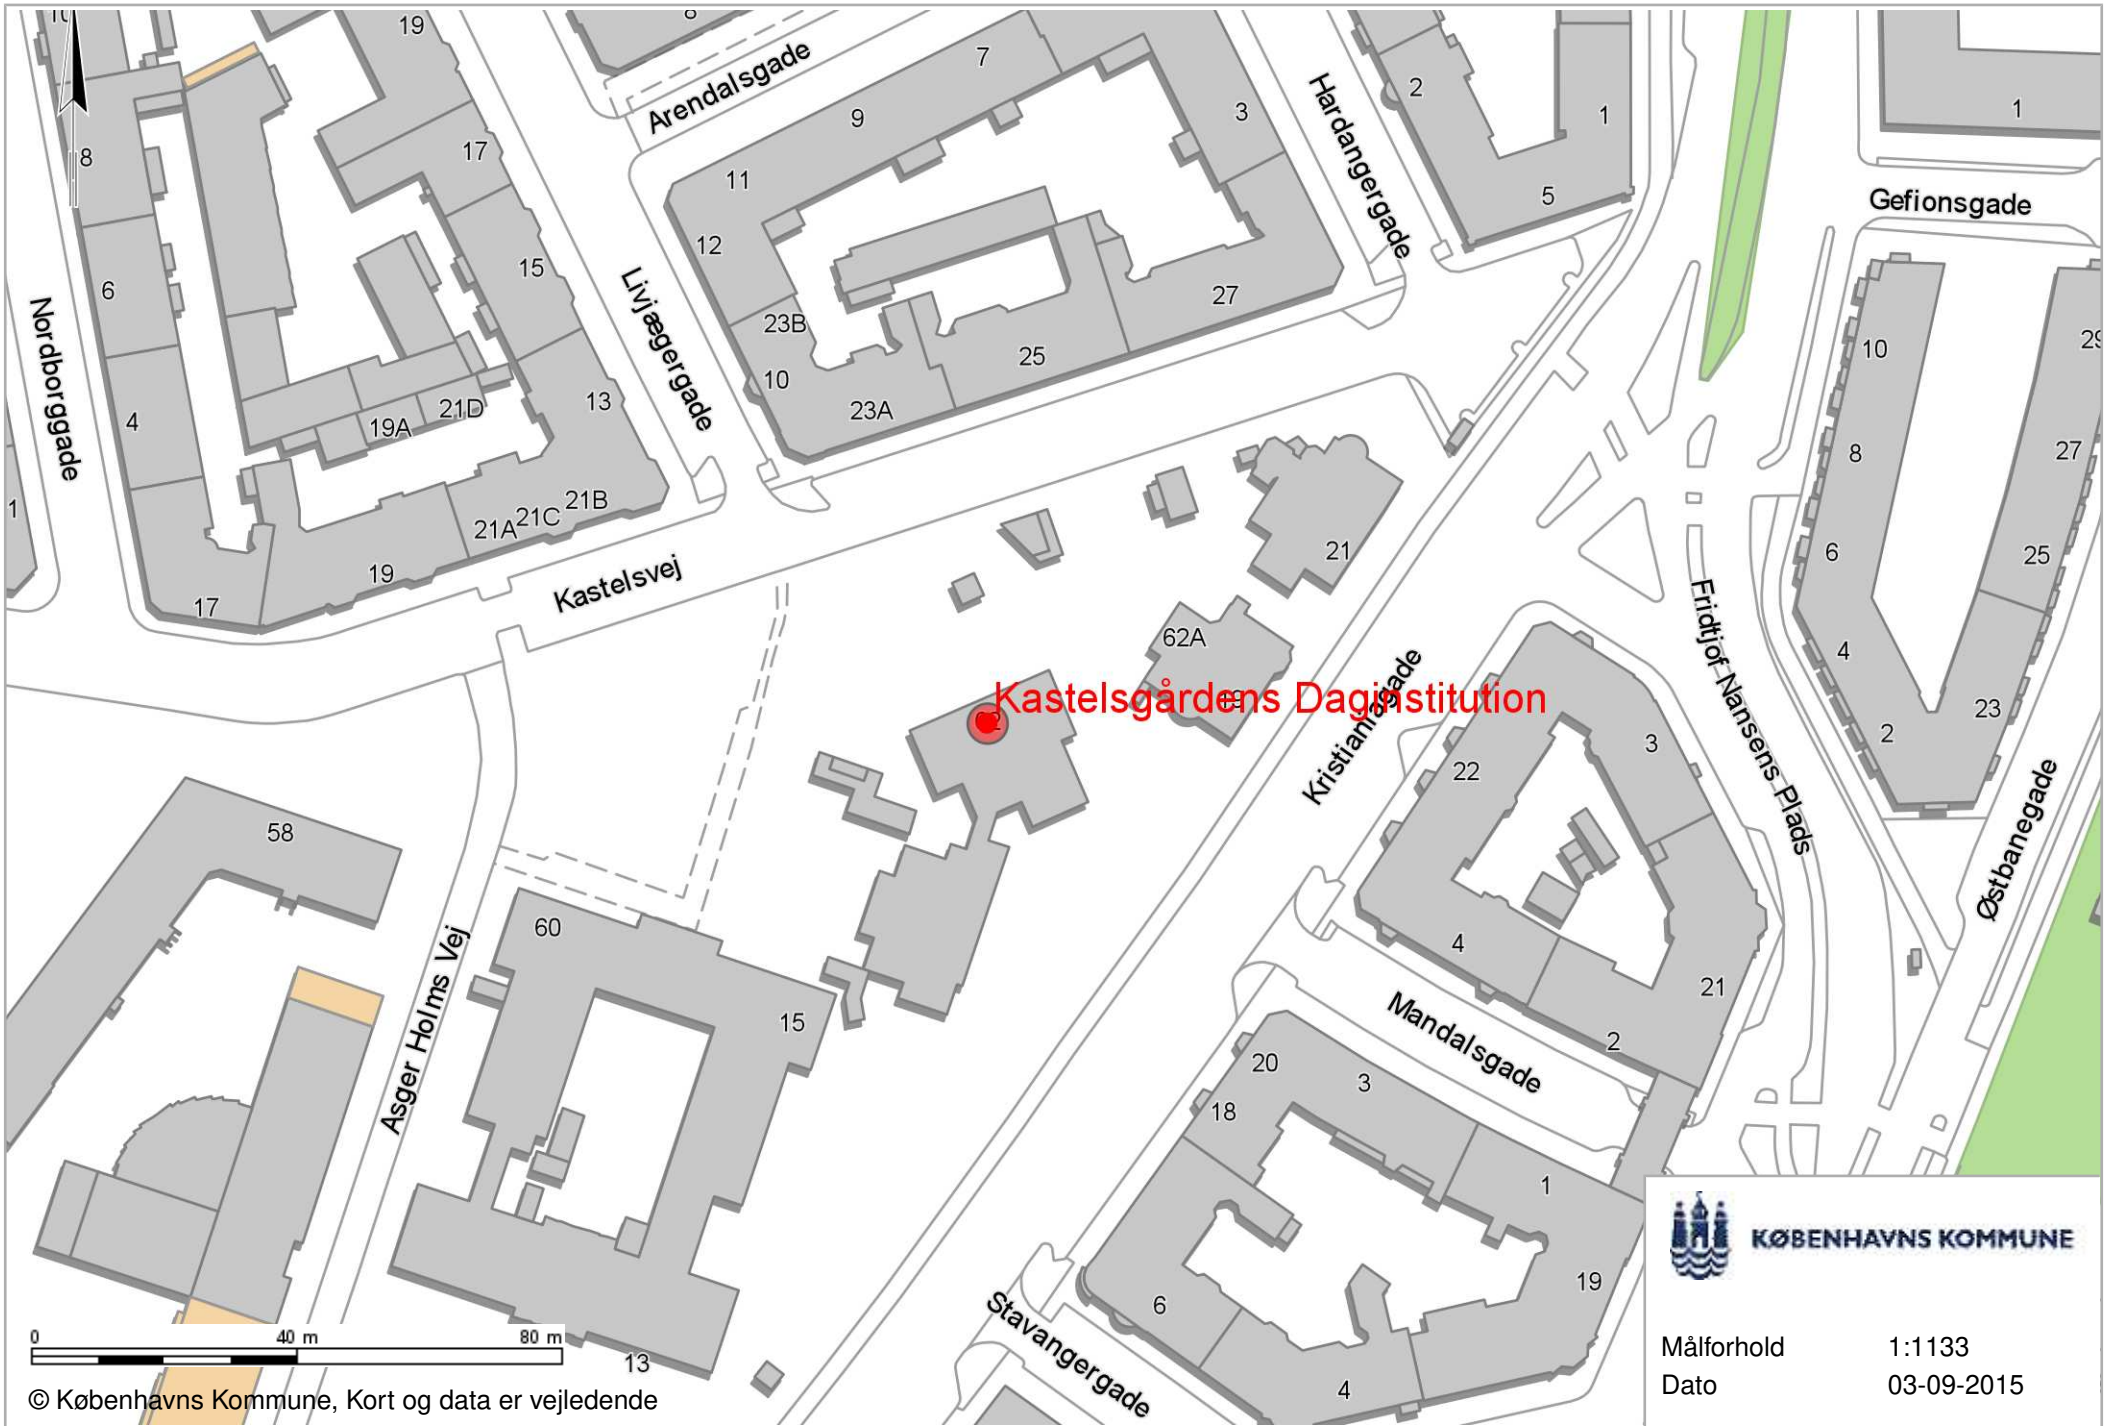 19
8
Arendalsgade
7
9
3
2
1
1
Hardangergade
17
11
8
5
Gefionsgade
12
15
6
27
Livjægergade
23B
Nordborggade
25
10
29
10
13
21D
23A
19A
4
8
27
1
21B
21C
21A
21
6
25
19
Kastelsvej
17
62A
Fridtjof Nansens Plads
4
Kastelsgårdens Daginstitution
19
23
Kristianiagade
2
3
22
58
Østbanegade
60
4
21
Asger Holms Vej
15
Mandalsgade
2
20
3
18
1
KØBENHAVNS KOMMUNE
19
6
Stavangergade
0 40 m 80 m
13
4
Målforhold 1:1133
Dato 03-09-2015
© Københavns Kommune, Kort og data er vejledende